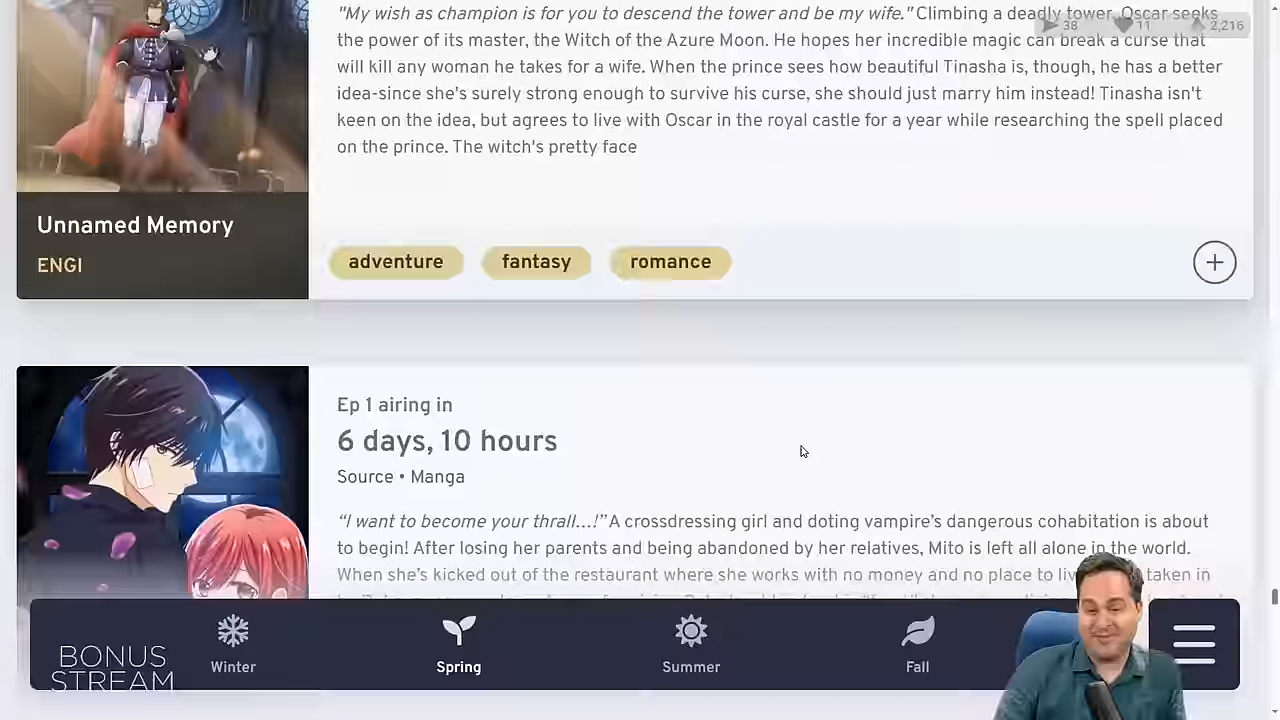 "My wish as champion is for you to descend the tower and be my wife." Climbing a deadly tower, Oscar seeks
38 11 2,216
the power of its master, the Witch of the Azure Moon. He hopes her incredible magic can break a curse that
will kill any woman he takes for a wife. When the prince sees how beautiful Tinasha is, though, he has a better
idea-since she's surely strong enough to survive his curse, she should just marry him instead! Tinasha isn't
keen on the idea, but agrees to live with Oscar in the royal castle for a year while researching the spell placed
on the prince. The witch's pretty face
Unnamed Memory
ENGI
adventure fantasy romance
Ep 1 airing in
6 days, 10 hours
Source • Manga
“I want to become your thrall...!” A crossdressing girl and doting vampire’s dangerous cohabitation is about
to begin! After losing her parents and being abandoned by her relatives, Mito is left all alone in the world.
When she’s kicked out of the restaurant where she works with no money and no place to taken in
Winter Spring Summer Fall
BONUS
STREAM